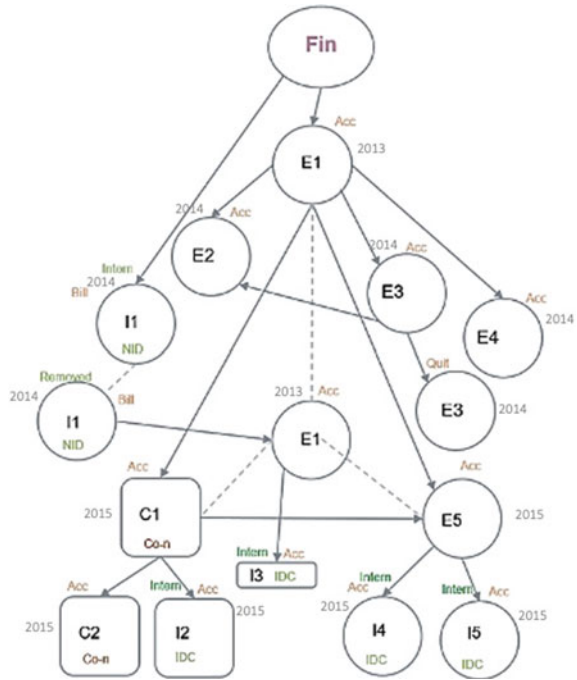 Fin
Acc
E1
2013
2014
Acc
E2
2014
Acc
E3
Acc
E4
2014
Intern
2014
Bill
I1
NID
Removed
2014
I1
NID
Bill
Quit
E3
2014
2013
Acc
E1
Acc
2015
C1
Co-n
Acc
E5
2015
Intern
Acc
I3 IDC
Acc
2015
C2
Co-n
Intern
Acc
2015
I2
IDC
Intern
Acc
2015
I4
IDC
Intern
Acc
2015
I5
IDC